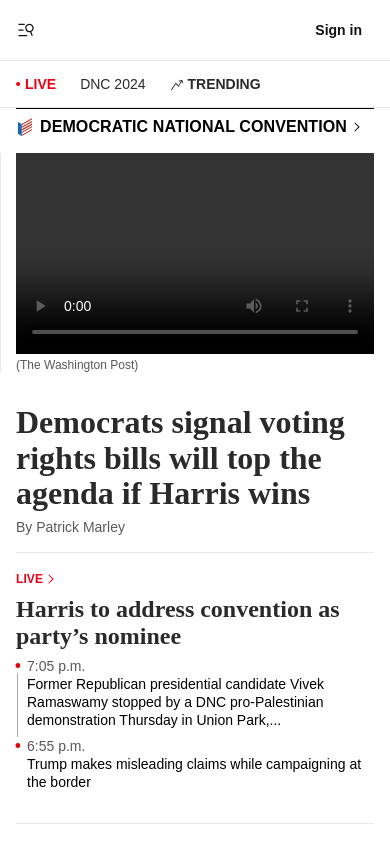 Sign in
LIVE DNC 2024 TRENDING
DEMOCRATIC NATIONAL CONVENTION
0:00
(The Washington Post)
Democrats signal voting
rights bills will top the
agenda if Harris wins
By Patrick Marley
LIVE
Harris to address convention as
party’s nominee
7:05 p.m.
Former Republican presidential candidate Vivek
Ramaswamy stopped by a DNC pro-Palestinian
demonstration Thursday in Union Park,...
6:55 p.m.
Trump makes misleading claims while campaigning at
the border